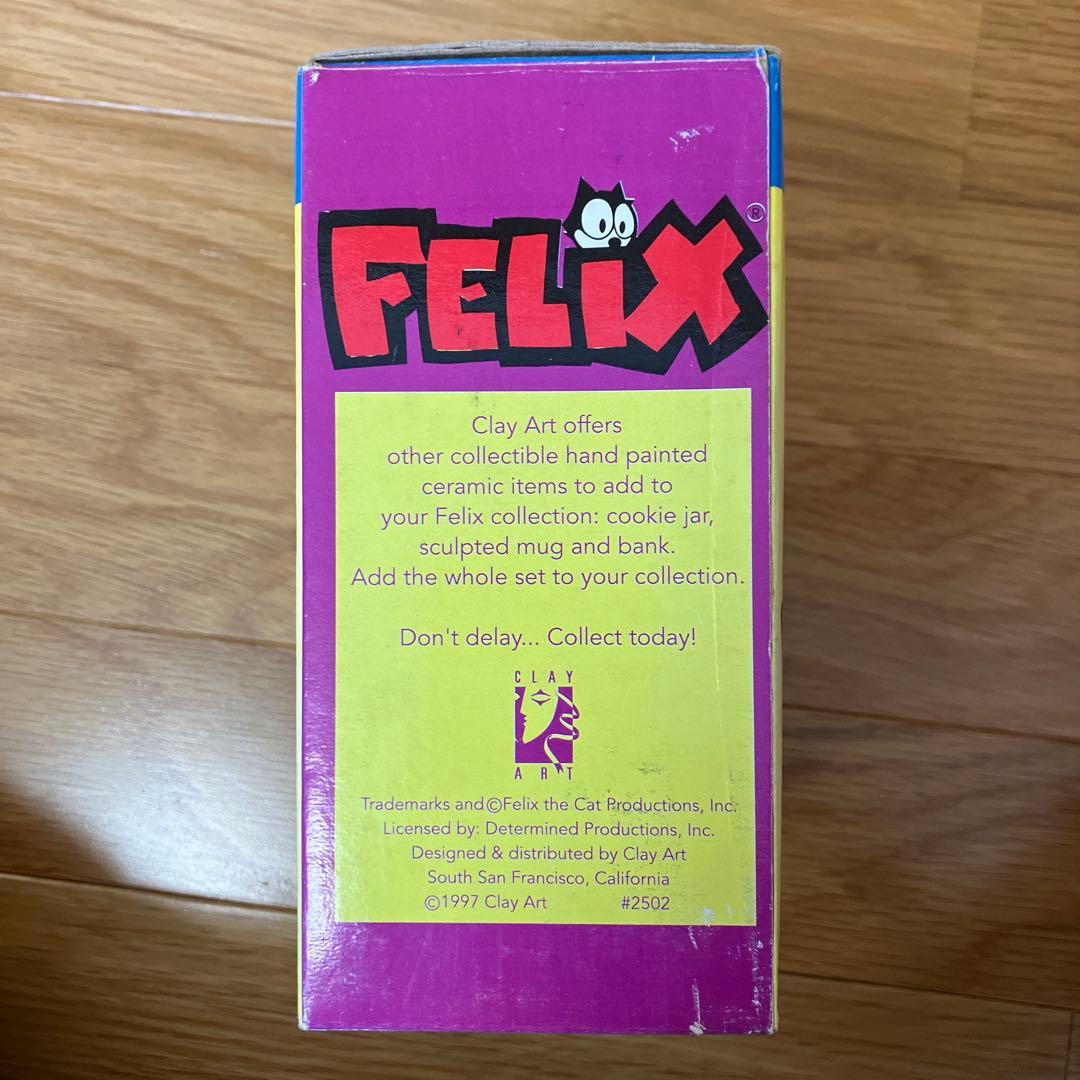 FELiX ®
Clay Art offers
other collectible hand painted
ceramic items to add to
your Felix collection: cookie jar,
sculpted mug and bank.
Add the whole set to your collection.
Don't delay... Collect today!
CLAY
ART
Trademarks and ©Felix the Cat Productions, Inc.
Licensed by: Determined Productions, Inc.
Designed & distributed by Clay Art
South San Francisco, California
©1997 Clay Art #2502